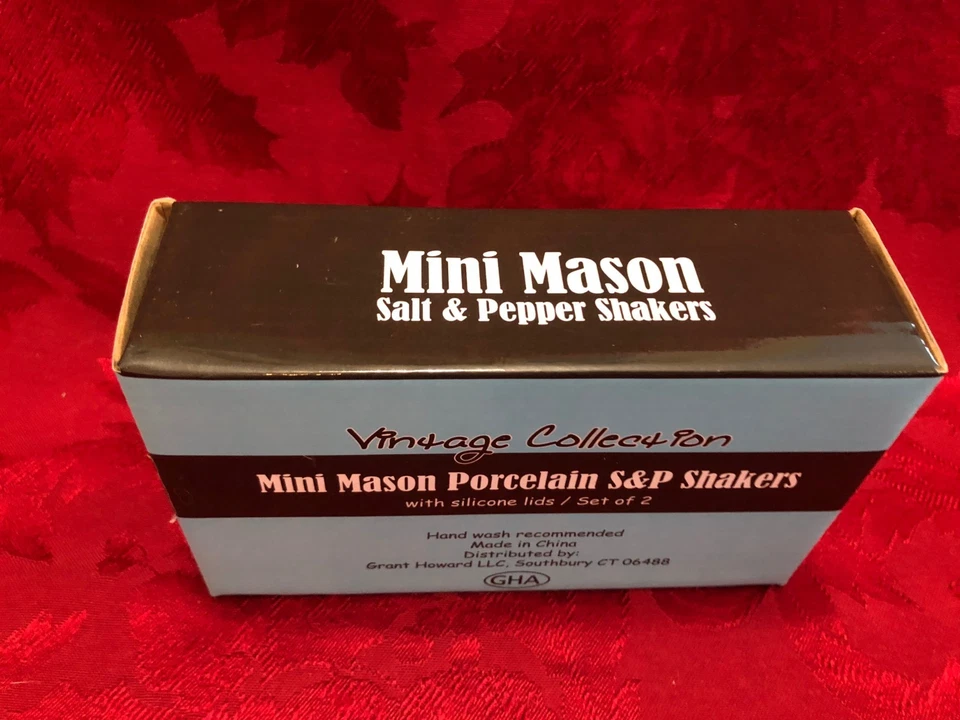 Mini Mason
Salt & Pepper Shakers
Vintage Collection
Mini Mason Porcelain S&P Shakers
with silicone lids / Set of 2
Hand wash recommended
Made in China
Distributed by:
Grant Howard LLC, Southbury CT 06488
GHA